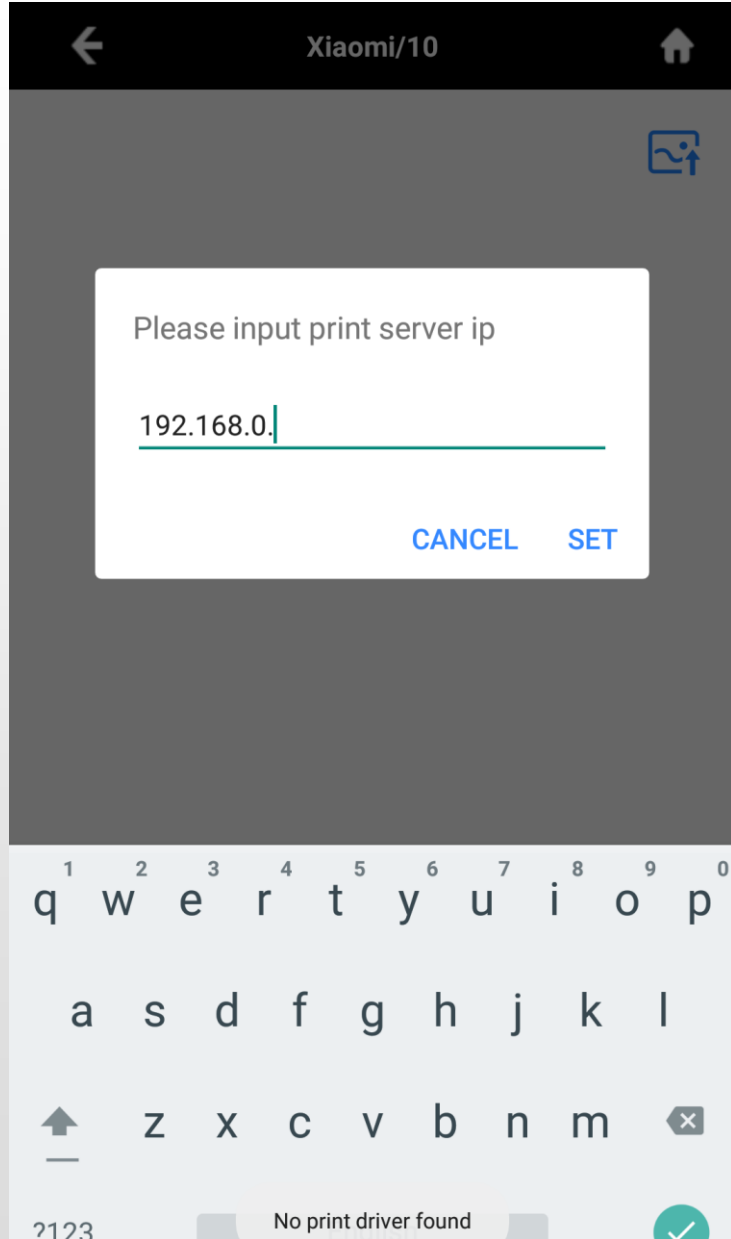 Xiaomi/10
Please input print server ip
192.168.0.
CANCEL SET
1 2 3 4 5 6 7 8 9 0
q w e r t y u i o p
a s d f g h j k l
z x c v b n m
?123
No print driver found